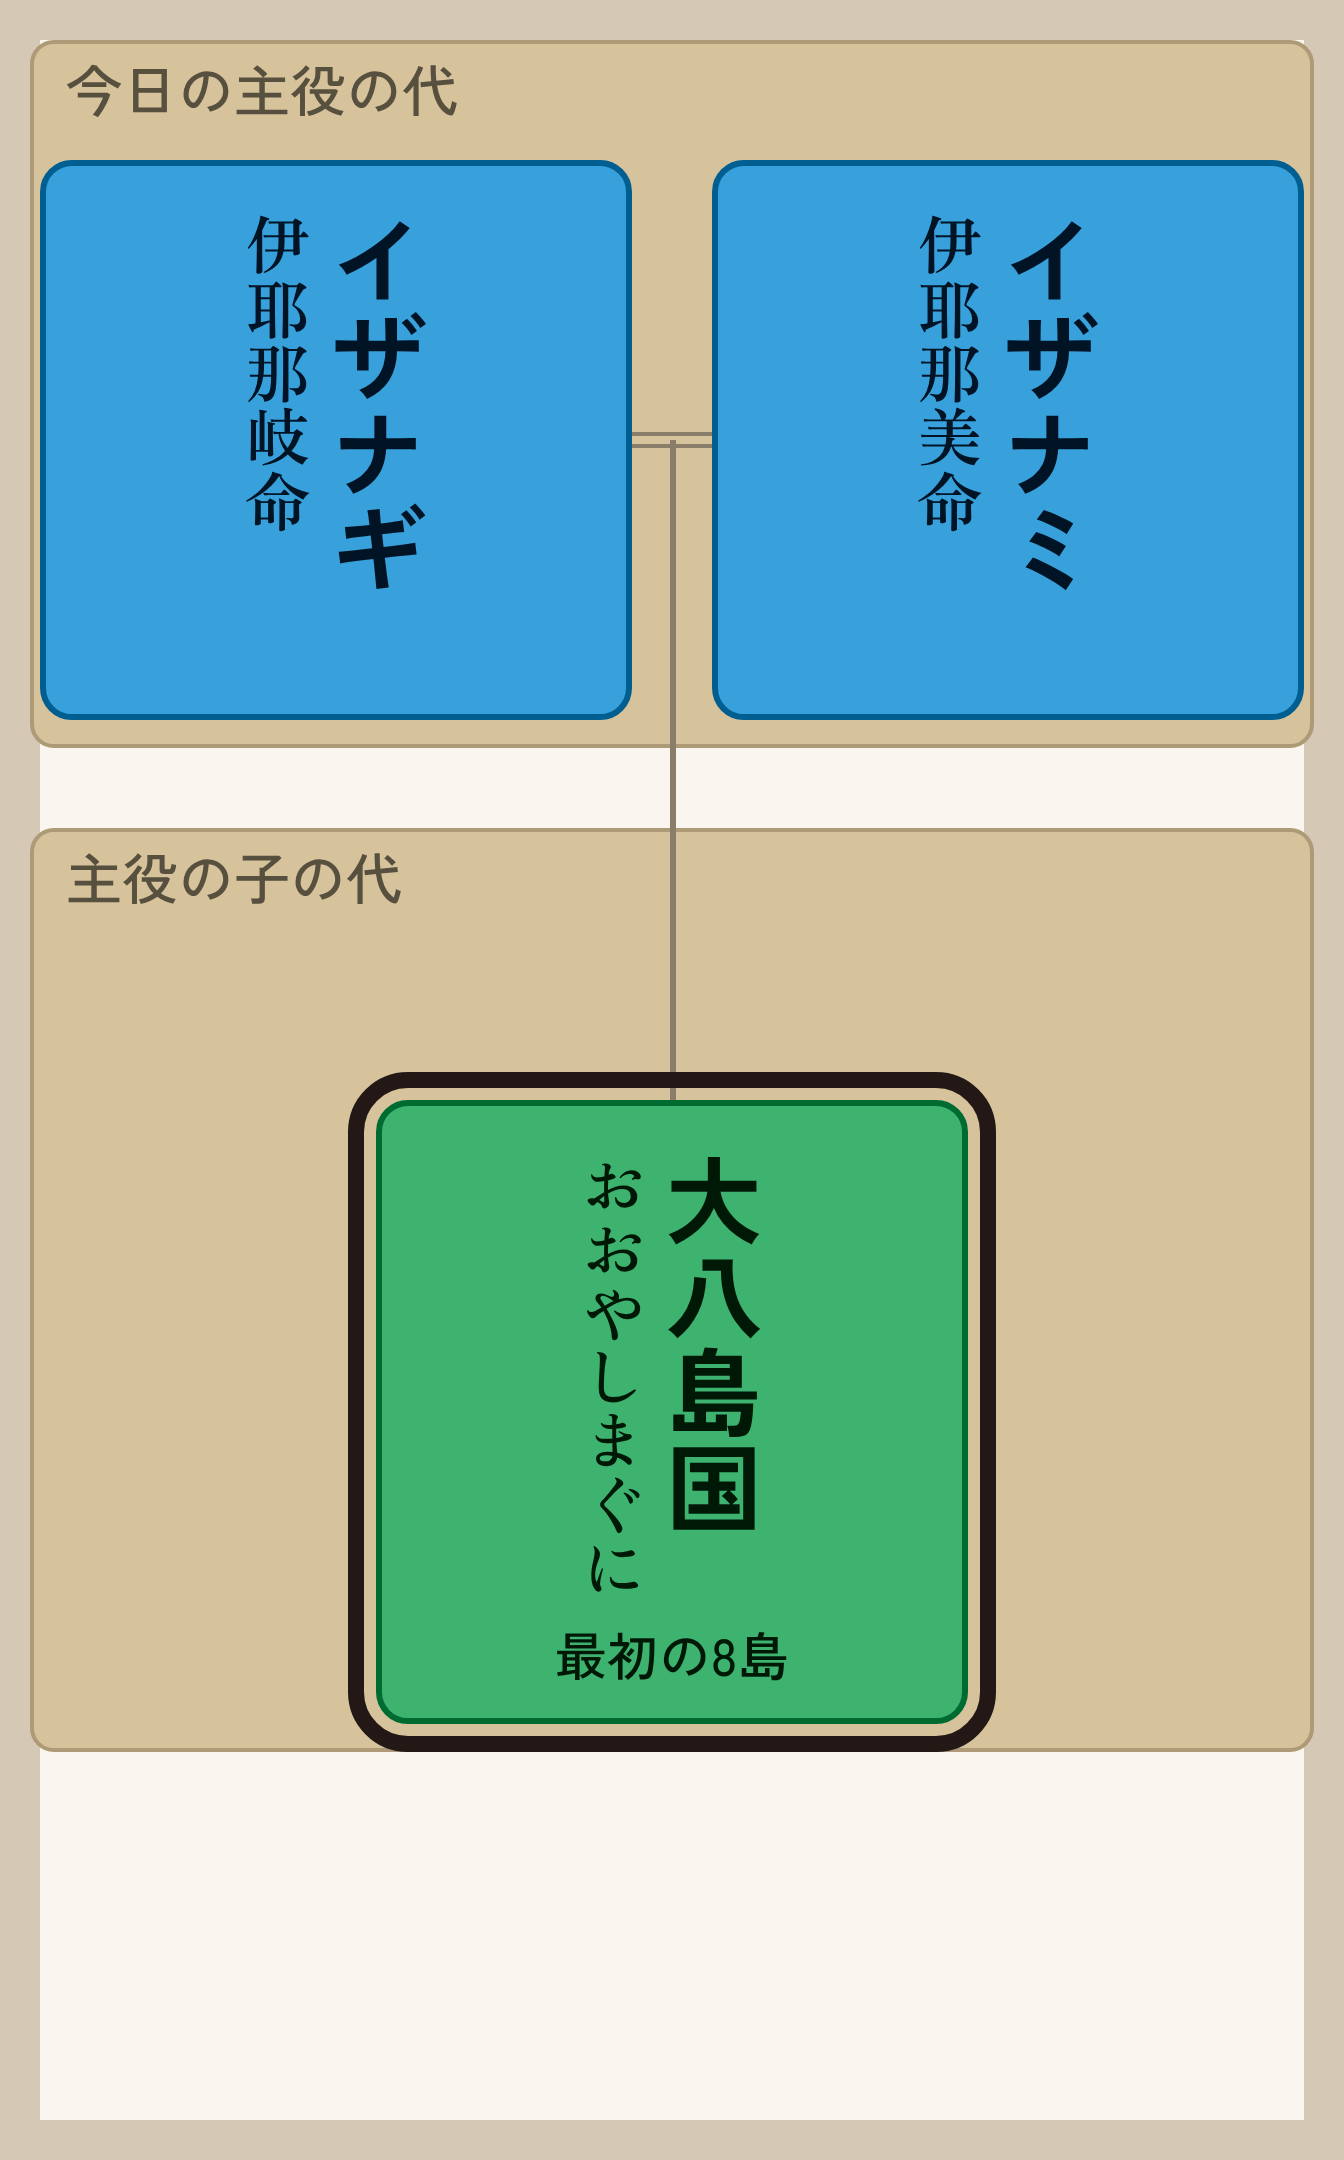 今日の主役の代
イザナギ
伊耶那岐命
イザナミ
伊耶那美命
主役の子の代
大八島国
おおやしまぐに
最初の8島